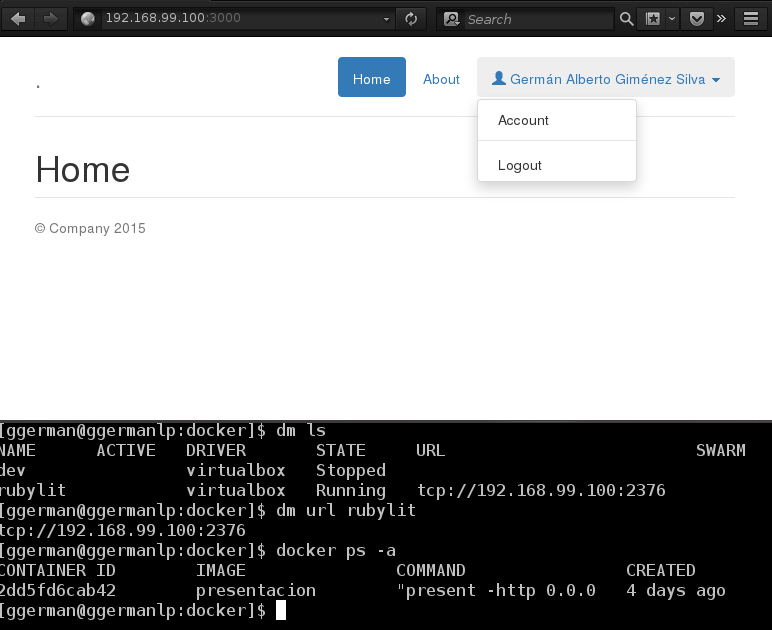 192.168.99.100:3000
Search
.
Home About Germán Alberto Giménez Silva
Account
Logout
Home
© Company 2015
[ggerman@ggermanlp:docker]$ dm ls
NAME ACTIVE DRIVER STATE URL SWARM
dev virtualbox Stopped
rubylit virtualbox Running tcp://192.168.99.100:2376
[ggerman@ggermanlp:docker]$ dm url rubylit
tcp://192.168.99.100:2376
[ggerman@ggermanlp:docker]$ docker ps -a
CONTAINER ID IMAGE COMMAND CREATED
2dd5fd6cab42 presentacion "present -http 0.0.0 4 days ago
[ggerman@ggermanlp:docker]$